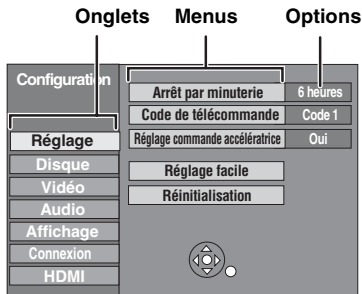 Onglets Menus Options
Configuration
Arrêt par minuterie 6 heures
Code de télécommande Code 1
Réglage Réglage commande accélératrice Oui
Disque Réglage facile
Vidéo Réinitialisation
Audio
Affichage
Connexion
HDMI